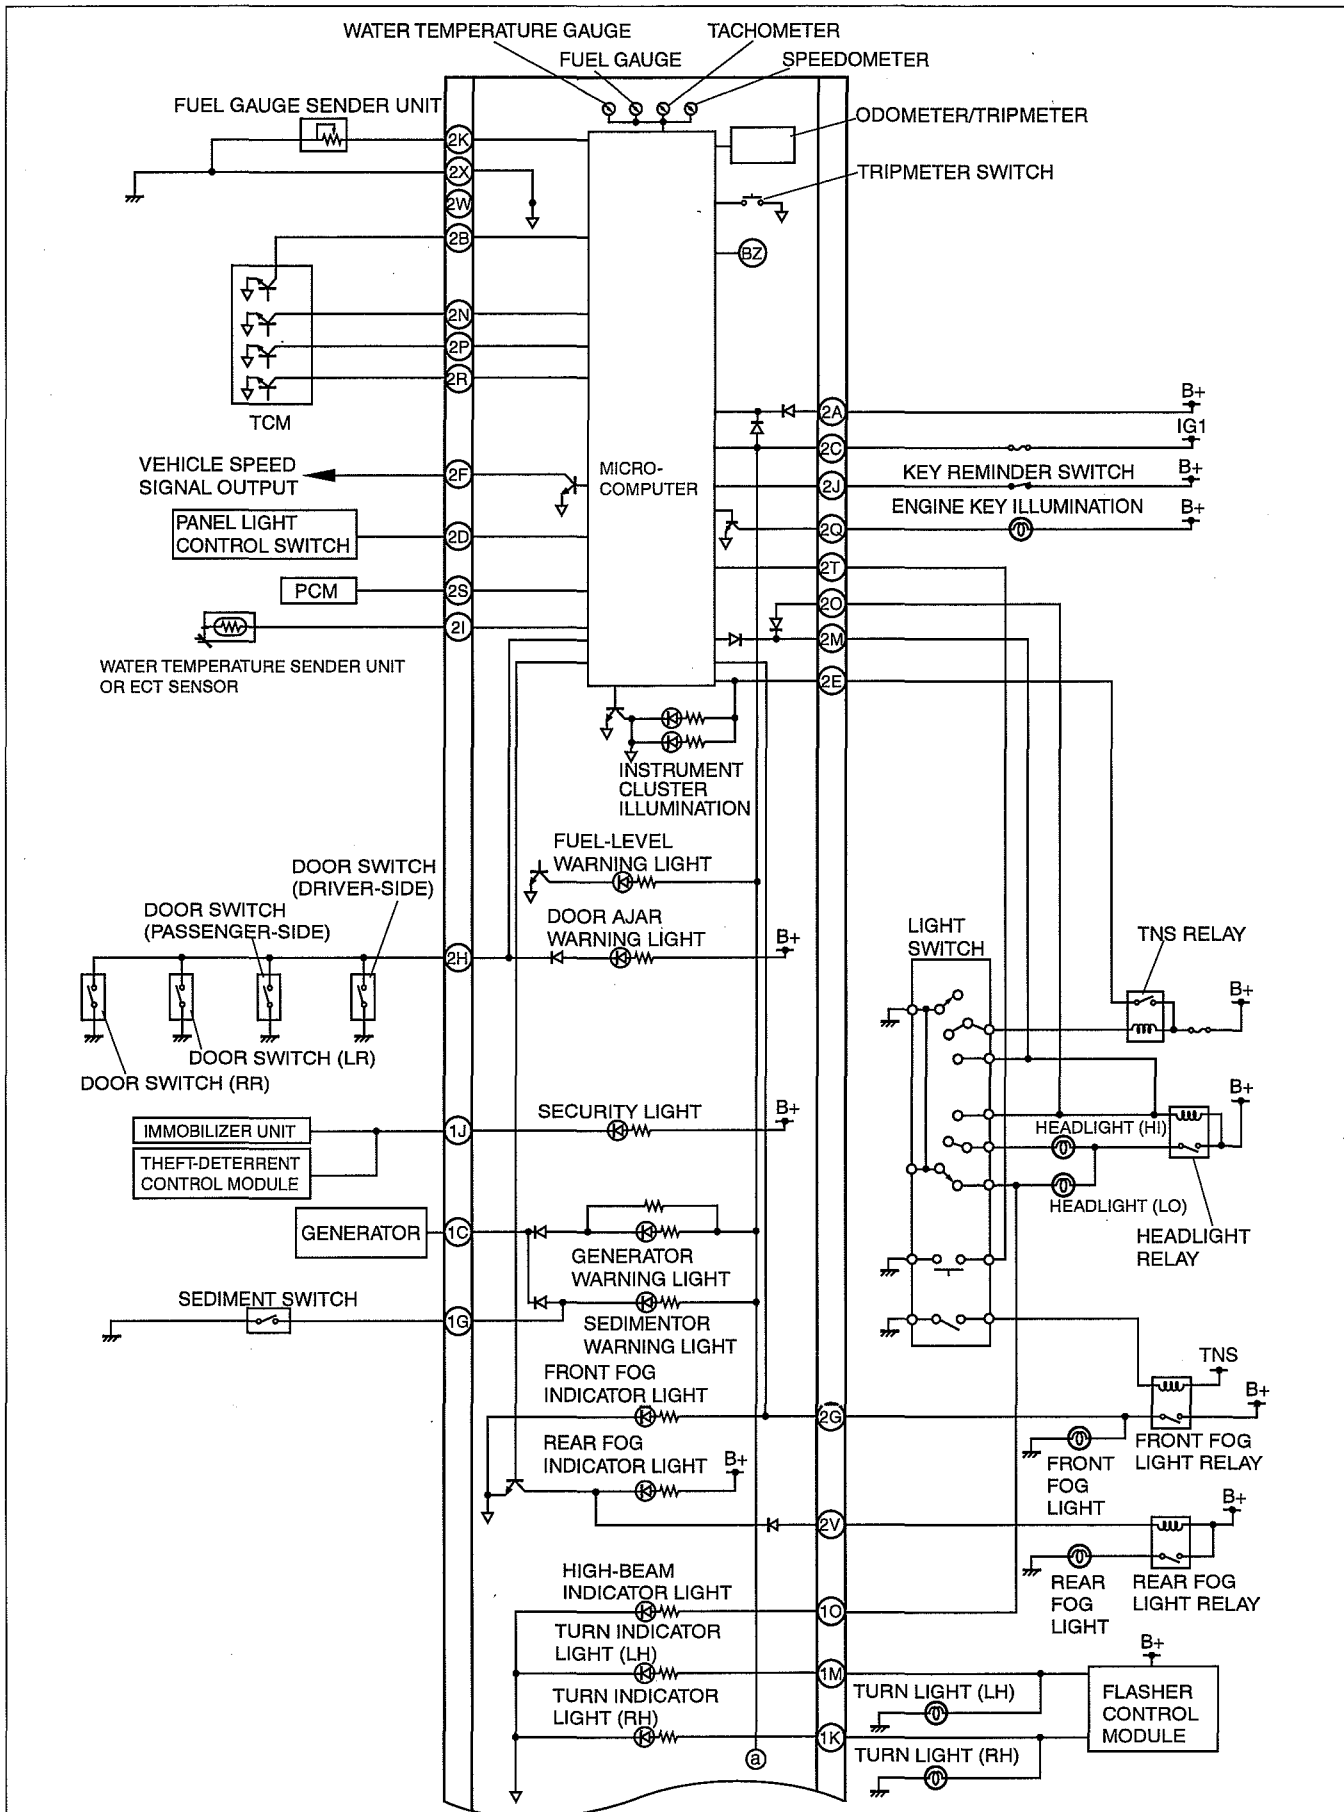 WATER TEMPERATURE GAUGE
TACHOMETER
FUEL GAUGE
SPEEDOMETER
FUEL GAUGE SENDER UNIT
ODOMETER/TRIPMETER
2K
2X
TRIPMETER SWITCH
2W
2B
BZ
2N
2P
2R
TCM
B+
2A
IG1
2C
VEHICLE SPEED
SIGNAL OUTPUT
2F
MICRO-
COMPUTER
KEY REMINDER SWITCH
B+
2J
ENGINE KEY ILLUMINATION
B+
2Q
PANEL LIGHT
CONTROL SWITCH
2D
2T
PCM
2S
2O
2I
2M
WATER TEMPERATURE SENDER UNIT
OR ECT SENSOR
2E
INSTRUMENT
CLUSTER
ILLUMINATION
FUEL-LEVEL
WARNING LIGHT
DOOR SWITCH
(DRIVER-SIDE)
DOOR SWITCH
(PASSENGER-SIDE)
DOOR AJAR
WARNING LIGHT
B+
LIGHT
SWITCH
TNS RELAY
2H
B+
DOOR SWITCH (LR)
DOOR SWITCH (RR)
B+
SECURITY LIGHT
B+
IMMOBILIZER UNIT
1J
HEADLIGHT (HI)
THEFT-DETERRENT
CONTROL MODULE
HEADLIGHT (LO)
GENERATOR
1C
HEADLIGHT
RELAY
GENERATOR
WARNING LIGHT
SEDIMENT SWITCH
1G
SEDIMENTOR
WARNING LIGHT
FRONT FOG
INDICATOR LIGHT
TNS
B+
2G
REAR FOG
INDICATOR LIGHT
B+
FRONT
FOG
LIGHT
FRONT FOG
LIGHT RELAY
B+
2V
REAR
FOG
LIGHT
REAR FOG
LIGHT RELAY
HIGH-BEAM
INDICATOR LIGHT
1O
TURN INDICATOR
LIGHT (LH)
B+
1M
TURN LIGHT (LH)
FLASHER
CONTROL
MODULE
TURN INDICATOR
LIGHT (RH)
1K
TURN LIGHT (RH)
a